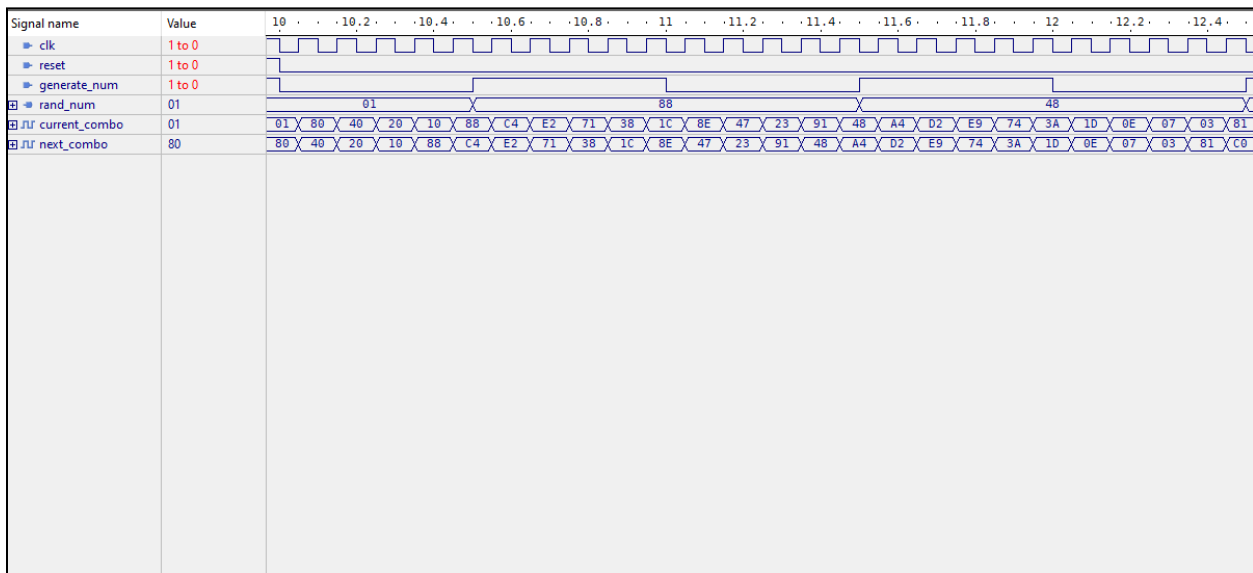 Signal name Value 10 · · ·10.2· · ·10.4· · ·10.6· · ·10.8· · · 11 · · ·11.2· · ·11.4· · ·11.6· · ·11.8· · · 12 · · ·12.2· · ·12.4· ·
clk 1 to 0
reset 1 to 0
generate_num 1 to 0
rand_num 01 01 88 48
current_combo 01 01 80 40 20 10 88 C4 E2 71 38 1C 8E 47 23 91 48 A4 D2 E9 74 3A 1D 0E 07 03 81
next_combo 80 80 40 20 10 88 C4 E2 71 38 1C 8E 47 23 91 48 A4 D2 E9 74 3A 1D 0E 07 03 81 C0